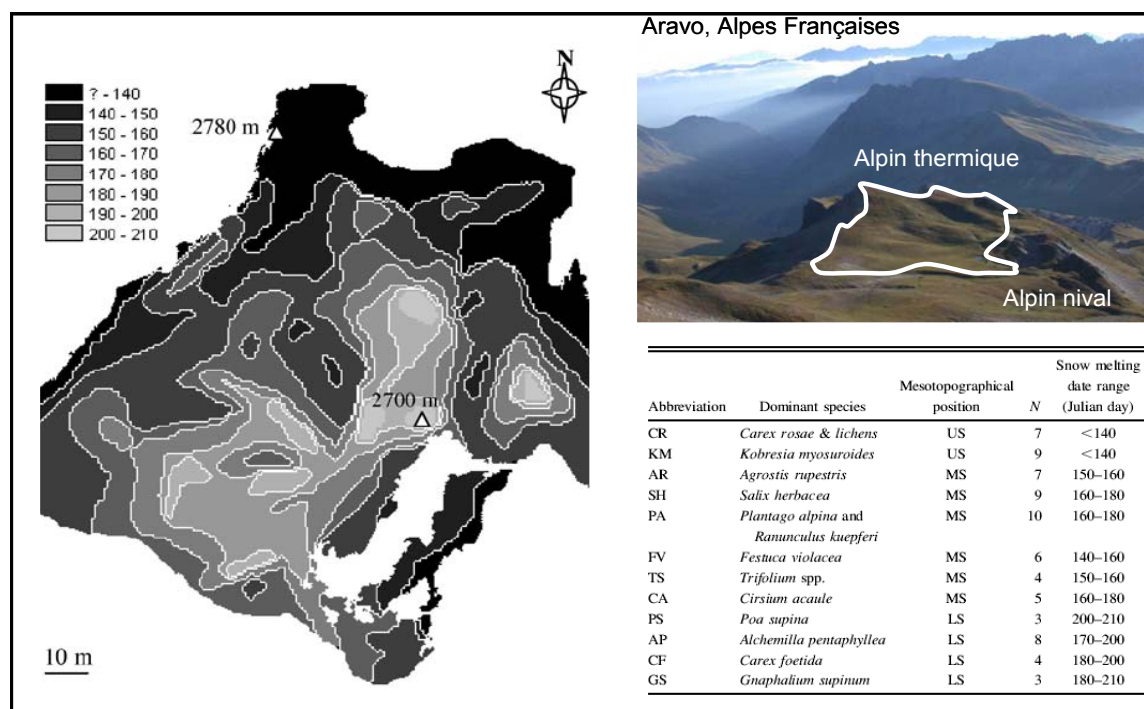 N
? - 140
140 - 150
150 - 160
160 - 170
170 - 180
180 - 190
190 - 200
200 - 210
2780 m
2700 m
10 m
Aravo, Alpes Françaises
Alpin thermique
Alpin nival
Abbreviation Dominant species Mesotopographical position N Snow melting date range (Julian day)
CR Carex rosae & lichens US 7 <140
KM Kobresia myosuroides US 9 <140
AR Agrostis rupestris MS 7 150–160
SH Salix herbacea MS 9 160–180
PA Plantago alpina and MS 10 160–180
Ranunculus kuepferi
FV Festuca violacea MS 6 140–160
TS Trifolium spp. MS 4 150–160
CA Cirsium acaule MS 5 160–180
PS Poa supina LS 3 200–210
AP Alchemilla pentaphyllea LS 8 170–200
CF Carex foetida LS 4 180–200
GS Gnaphalium supinum LS 3 180–210